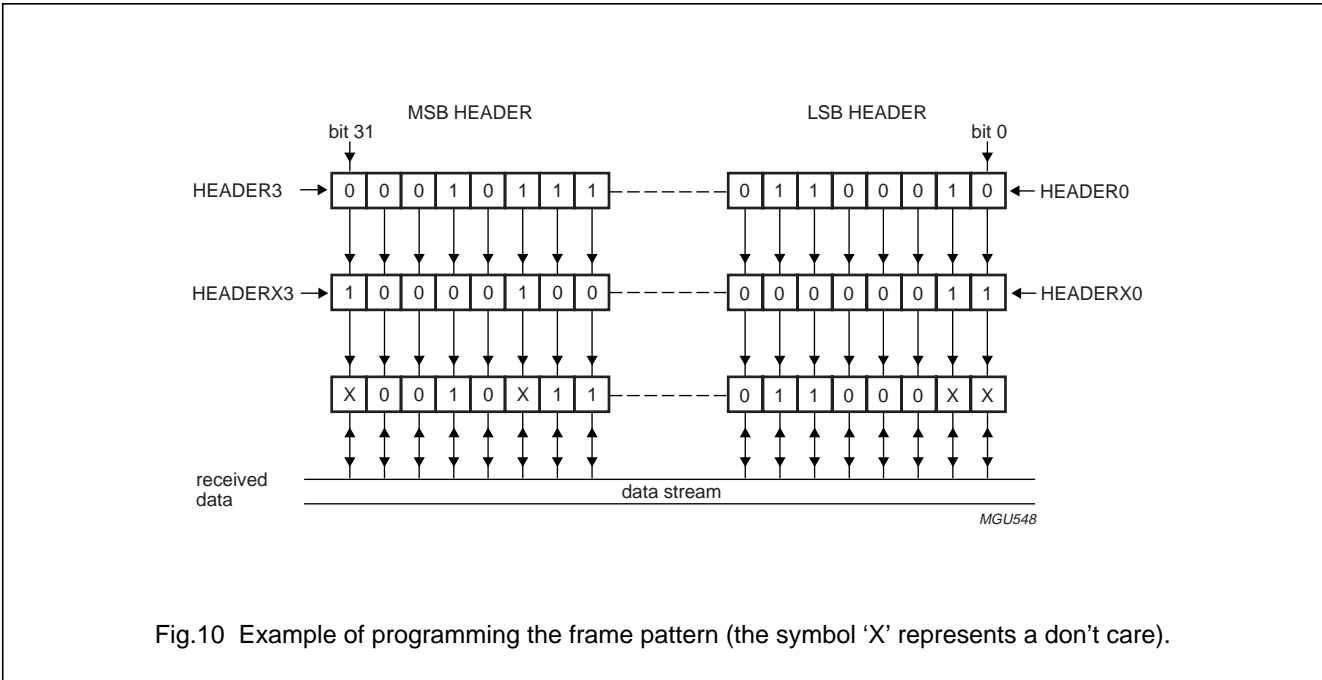 MSB HEADER LSB HEADER
bit 31 bit 0
HEADER3 0 0 0 1 0 1 1 1 0 1 1 0 0 0 1 0 HEADER0
HEADERX3 1 0 0 0 0 1 0 0 0 0 0 0 0 0 1 1 HEADERX0
X 0 0 1 0 X 1 1 0 1 1 0 0 0 X X
received
data
data stream
MGU548
Fig.10 Example of programming the frame pattern (the symbol ‘X’ represents a don’t care).